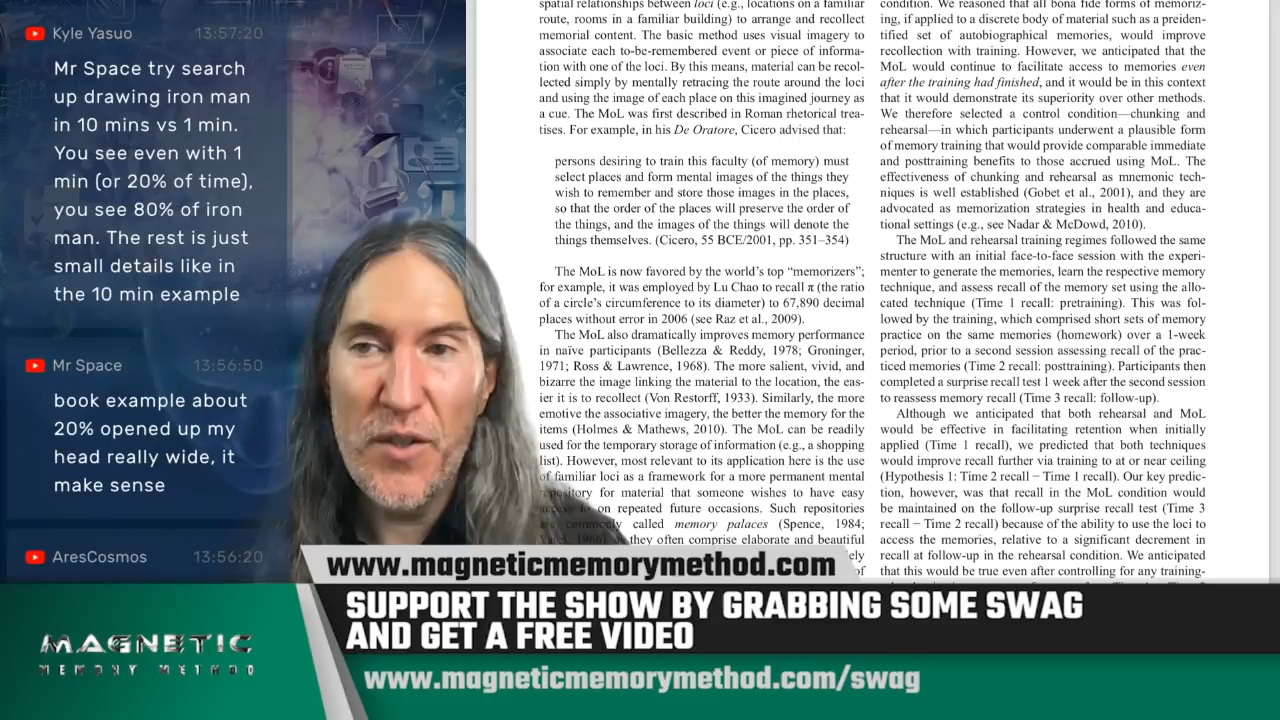 Kyle Yasuo 13:57:20
Mr Space try search
up drawing iron man
in 10 mins vs 1 min.
You see even with 1
min (or 20% of time),
you see 80% of iron
man. The rest is just
small details like in
the 10 min example
Mr Space 13:56:50
book example about
20% opened up my
head really wide, it
make sense
AresCosmos 13:56:20
spatial relationships between loci (e.g., locations on a familiar
route, rooms in a familiar building) to arrange and recollect
memorial content. The basic method uses visual imagery to
associate each to-be-remembered event or piece of informa-
tion with one of the loci. By this means, material can be recol-
lected simply by mentally retracing the route around the loci
and using the image of each place on this imagined journey as
a cue. The MoL was first described in Roman rhetorical trea-
tises. For example, in his De Oratore, Cicero advised that:
persons desiring to train this faculty (of memory) must
select places and form mental images of the things they
wish to remember and store those images in the places,
so that the order of the places will preserve the order of
the things, and the images of the things will denote the
things themselves. (Cicero, 55 BCE/2001, pp. 351–354)
The MoL is now favored by the world's top “memorizers”;
for example, it was employed by Lu Chao to recall π (the ratio
of a circle's circumference to its diameter) to 67,890 decimal
places without error in 2006 (see Raz et al., 2009).
The MoL also dramatically improves memory performance
in naïve participants (Bellezza & Reddy, 1978; Groninger,
1971; Ross & Lawrence, 1968). The more salient, vivid, and
bizarre the image linking the material to the location, the eas-
ier it is to recollect (Von Restorff, 1933). Similarly, the more
emotive the associative imagery, the better the memory for the
items (Holmes & Mathews, 2010). The MoL can be readily
used for the temporary storage of information (e.g., a shopping
list). However, most relevant to its application here is the use
of familiar loci as a framework for a more permanent mental
repository for material that someone wishes to have easy
access to on repeated future occasions. Such repositories
are commonly called memory palaces (Spence, 1984;
they often comprise elaborate and beautiful
condition. We reasoned that all bona fide forms of memoriz-
ing, if applied to a discrete body of material such as a preiden-
tified set of autobiographical memories, would improve
recollection with training. However, we anticipated that the
MoL would continue to facilitate access to memories even
after the training had finished, and it would be in this context
that it would demonstrate its superiority over other methods.
We therefore selected a control condition—chunking and
rehearsal—in which participants underwent a plausible form
of memory training that would provide comparable immediate
and posttraining benefits to those accrued using MoL. The
effectiveness of chunking and rehearsal as mnemonic tech-
niques is well established (Gobet et al., 2001), and they are
advocated as memorization strategies in health and educa-
tional settings (e.g., see Nadar & McDowd, 2010).
The MoL and rehearsal training regimes followed the same
structure with an initial face-to-face session with the experi-
menter to generate the memories, learn the respective memory
technique, and assess recall of the memory set using the allo-
cated technique (Time 1 recall: pretraining). This was fol-
lowed by the training, which comprised short sets of memory
practice on the same memories (homework) over a 1-week
period, prior to a second session assessing recall of the prac-
ticed memories (Time 2 recall: posttraining). Participants then
completed a surprise recall test 1 week after the second session
to reassess memory recall (Time 3 recall: follow-up).
Although we anticipated that both rehearsal and MoL
would be effective in facilitating retention when initially
applied (Time 1 recall), we predicted that both techniques
would improve recall further via training to at or near ceiling
(Hypothesis 1: Time 2 recall − Time 1 recall). Our key predic-
tion, however, was that recall in the MoL condition would
be maintained on the follow-up surprise recall test (Time 3
recall − Time 2 recall) because of the ability to use the loci to
access the memories, relative to a significant decrement in
recall at follow-up in the rehearsal condition. We anticipated
that this would be true even after controlling for any training-
www.magneticmemorymethod.com
SUPPORT THE SHOW BY GRABBING SOME SWAG
AND GET A FREE VIDEO
www.magneticmemorymethod.com/swag
MAGNETIC
MEMORY METHOD